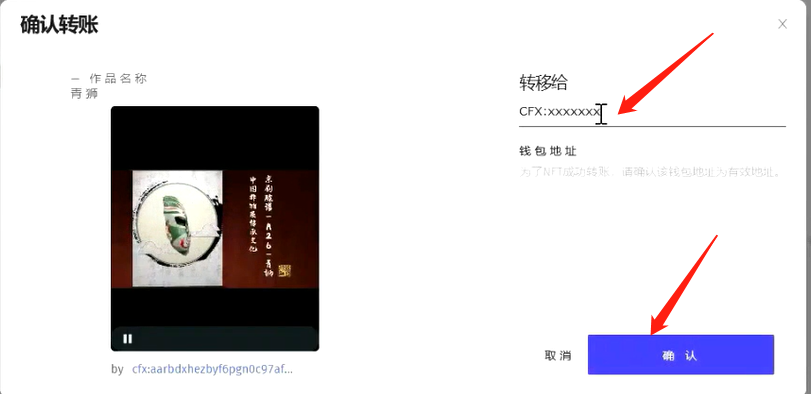 确认转账
— 作品名称
青狮
京剧脸谱—A26—青狮
中国非物质传承文化
by cfx:aarbdxhezbyf6pgn0c97af...
转移给
CFX:xxxxxxx
钱包地址
为了NFT成功转账，请确认该钱包地址为有效地址。
取消
确 认